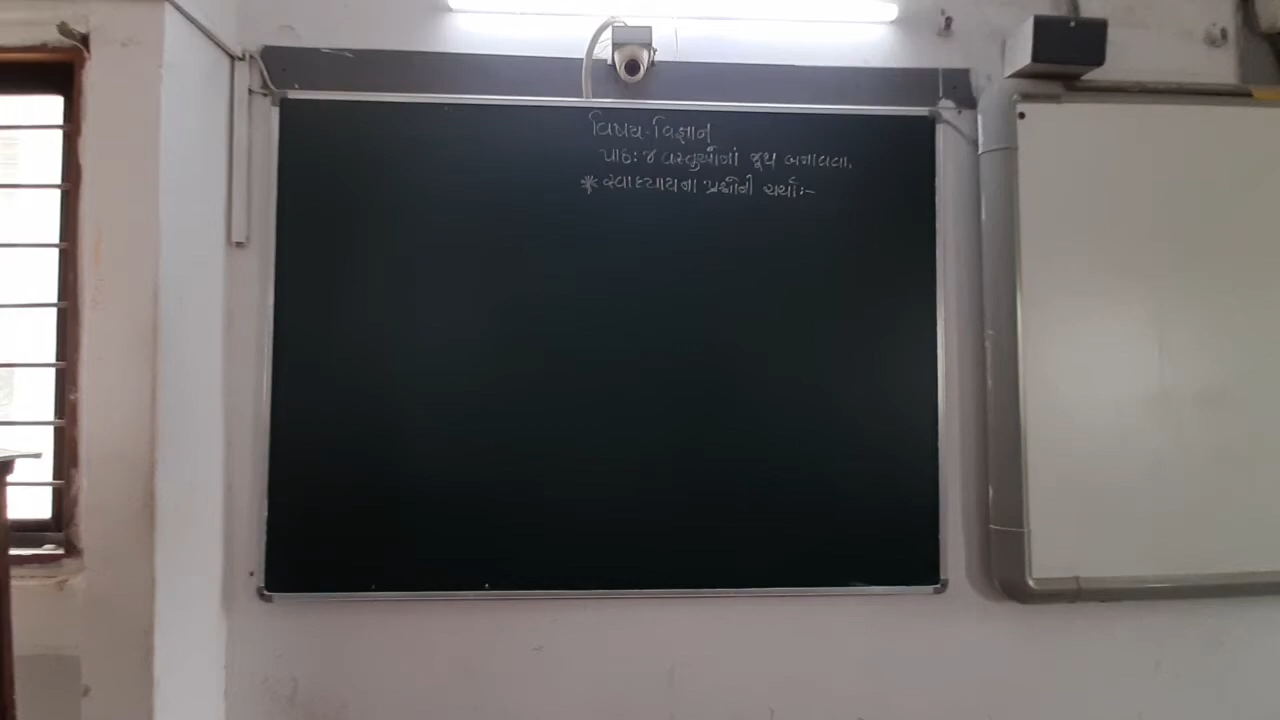 વિષય-વિજ્ઞાન
પાઠ:૪ વસ્તુઓનાં જૂથ બનાવવા.
* સ્વાધ્યાયના પ્રશ્નોની ચર્ચા:-